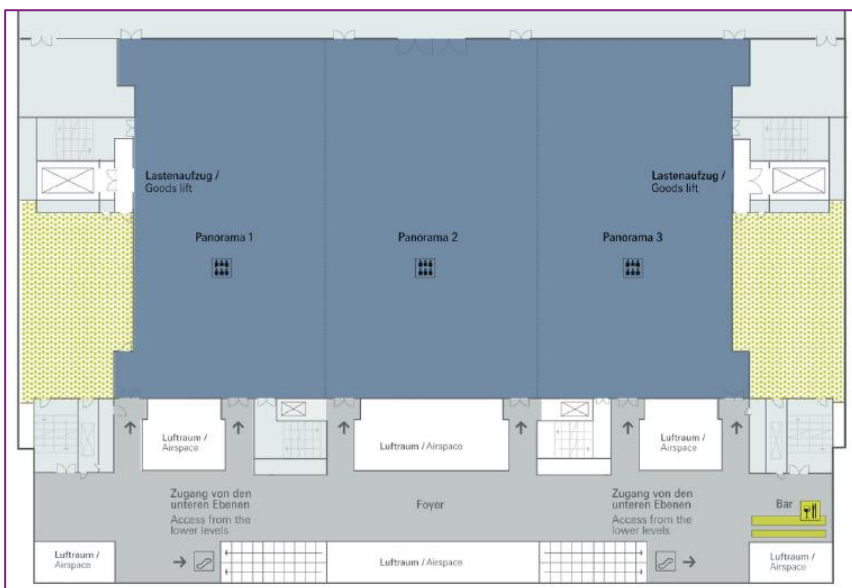 Lastenaufzug /
Goods lift
Lastenaufzug /
Goods lift
Panorama 1
Panorama 2
Panorama 3
Luftraum /
Airspace
Luftraum / Airspace
Luftraum /
Airspace
Zugang von den
unteren Ebenen
Access from the
lower levels
Foyer
Zugang von den
unteren Ebenen
Access from the
lower levels
Bar
Luftraum /
Airspace
Luftraum / Airspace
Luftraum /
Airspace